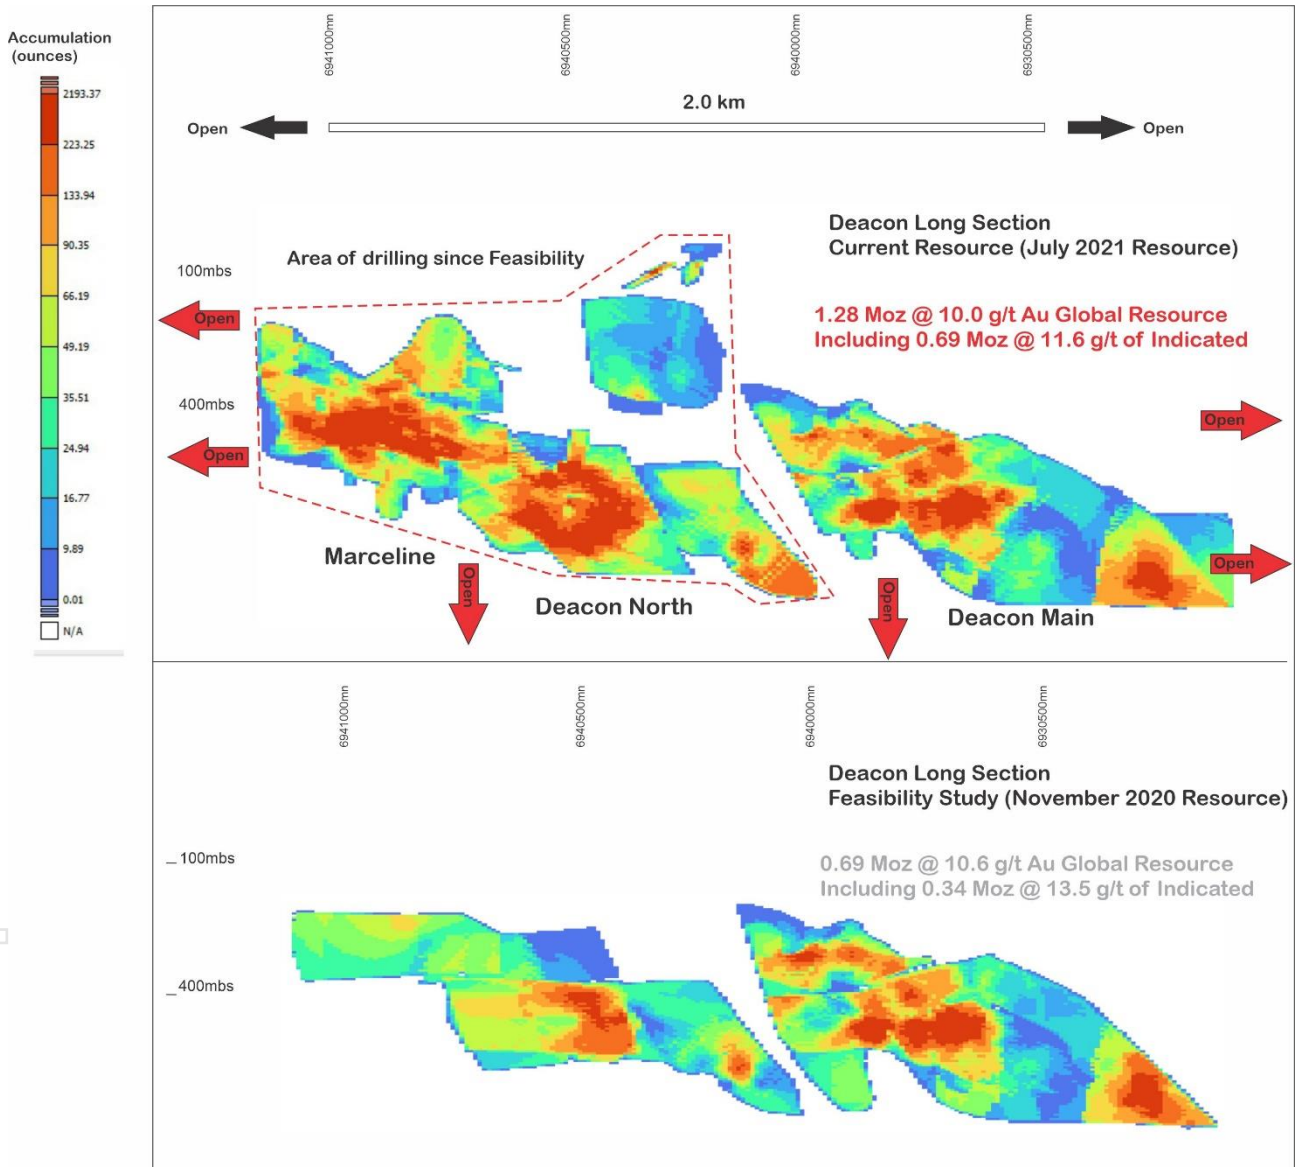 Accumulation
(ounces)
2193.37
223.25
133.94
90.35
66.19
49.19
35.51
24.94
16.77
9.89
0.01
N/A
6941000mn
6940500mn
6940000mn
6930500mn
2.0 km
Open
Open
Deacon Long Section
Current Resource (July 2021 Resource)
Area of drilling since Feasibility
100mbs
1.28 Moz @ 10.0 g/t Au Global Resource
Including 0.69 Moz @ 11.6 g/t of Indicated
Open
400mbs
Open
Open
Marceline
Open
Open
Open
Deacon North
Deacon Main
6941000mn
6940500mn
6940000mn
6930500mn
Deacon Long Section
Feasibility Study (November 2020 Resource)
100mbs
0.69 Moz @ 10.6 g/t Au Global Resource
Including 0.34 Moz @ 13.5 g/t of Indicated
400mbs